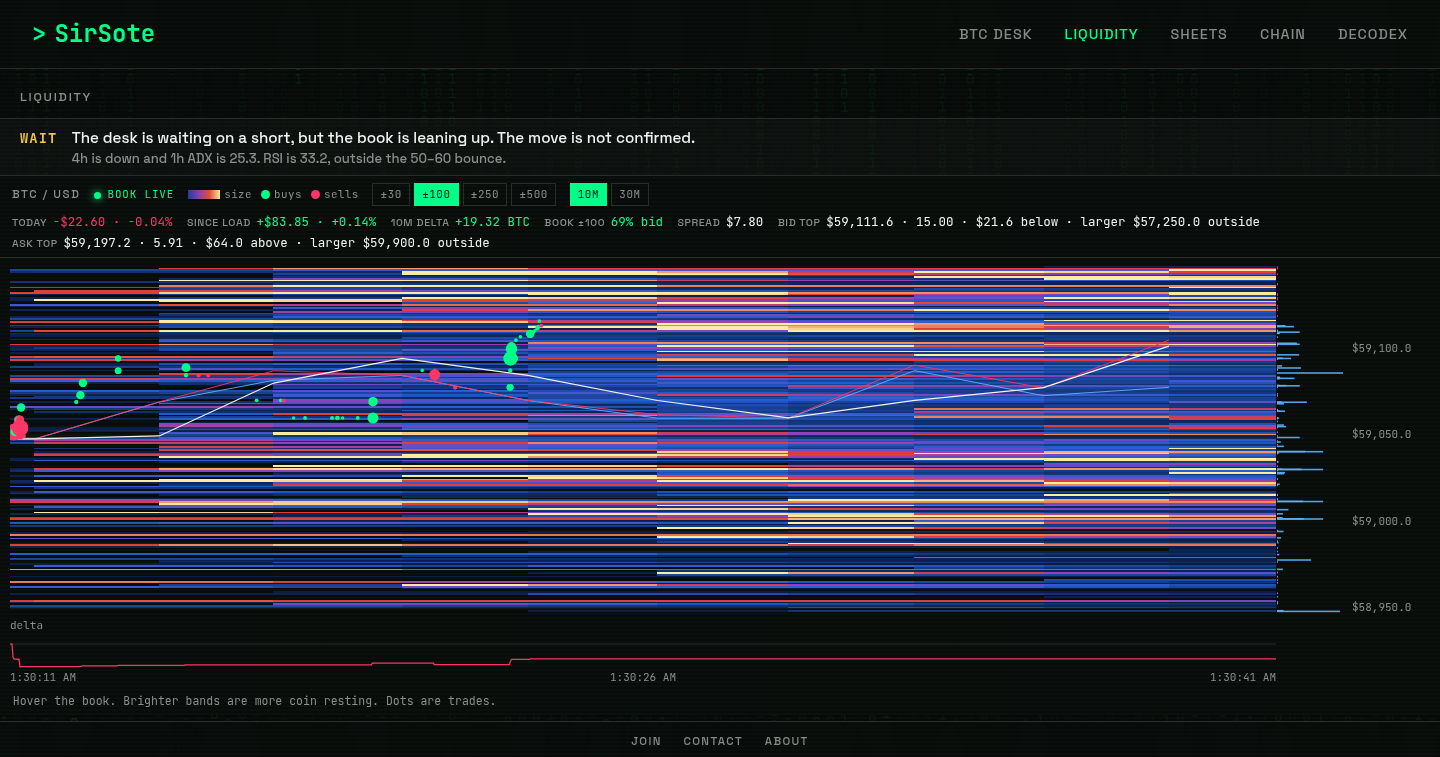 > SirSote
BTC DESK LIQUIDITY SHEETS CHAIN DECODEX
LIQUIDITY
WAIT The desk is waiting on a short, but the book is leaning up. The move is not confirmed.
4h is down and 1h ADX is 25.3. RSI is 33.2, outside the 50–60 bounce.
BTC / USD BOOK LIVE size buys sells ±30 ±100 ±250 ±500 10M 30M
TODAY -$22.60 · -0.04% SINCE LOAD +$83.85 · +0.14% 10M DELTA +19.32 BTC BOOK ±100 69% bid SPREAD $7.80 BID TOP $59,111.6 · 15.00 · $21.6 below · larger $57,250.0 outside
ASK TOP $59,197.2 · 5.91 · $64.0 above · larger $59,900.0 outside
$59,100.0
$59,050.0
$59,000.0
$58,950.0
delta
1:30:11 AM 1:30:26 AM 1:30:41 AM
Hover the book. Brighter bands are more coin resting. Dots are trades.
JOIN CONTACT ABOUT